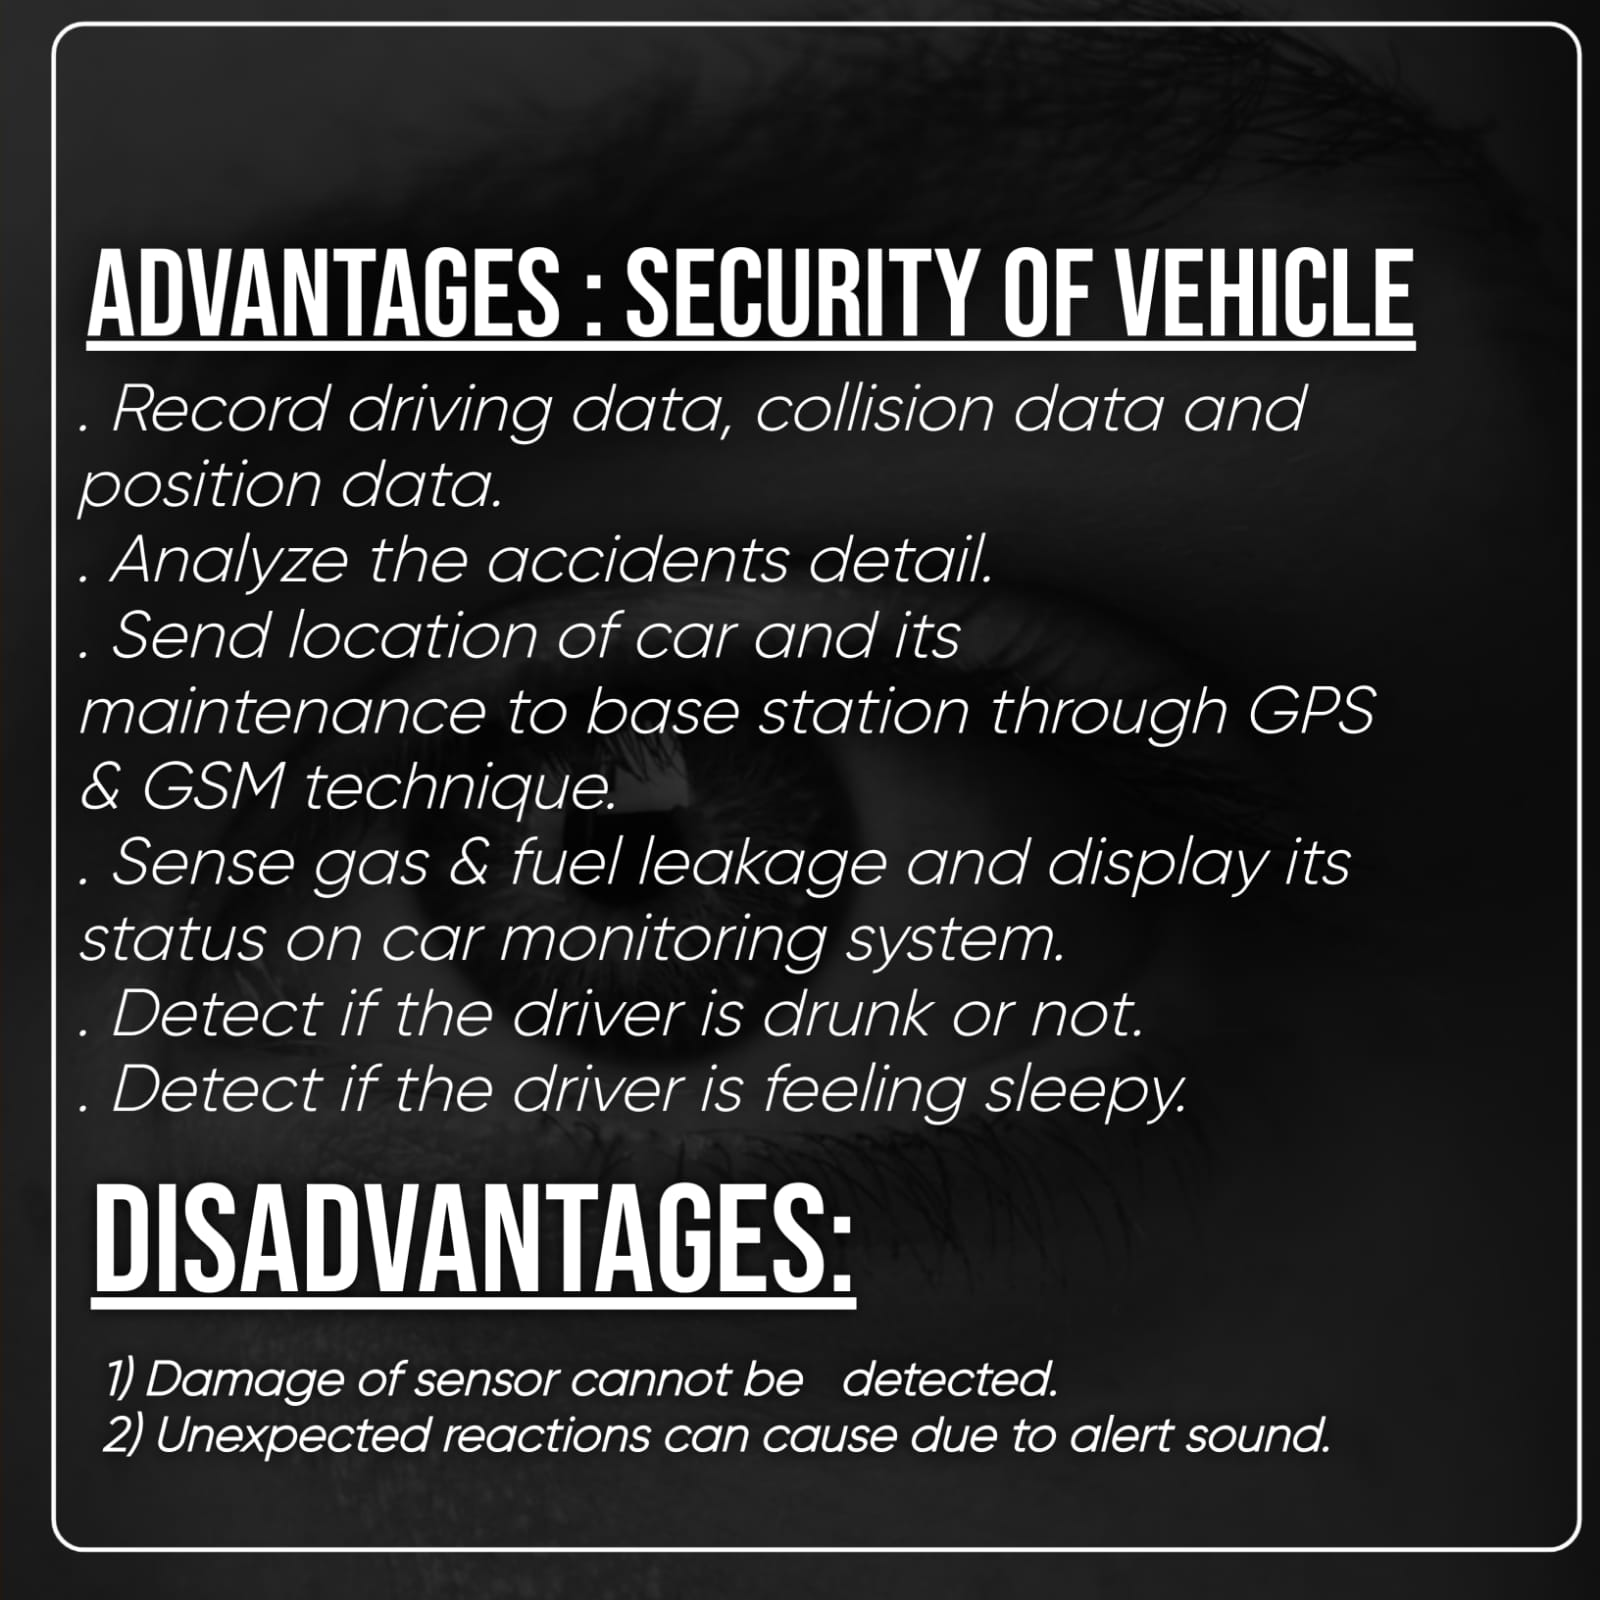 ADVANTAGES : SECURITY OF VEHICLE
. Record driving data, collision data and
position data.
. Analyze the accidents detail.
. Send location of car and its
maintenance to base station through GPS
& GSM technique.
. Sense gas & fuel leakage and display its
status on car monitoring system.
. Detect if the driver is drunk or not.
. Detect if the driver is feeling sleepy.
DISADVANTAGES:
1) Damage of sensor cannot be   detected.
2) Unexpected reactions can cause due to alert sound.